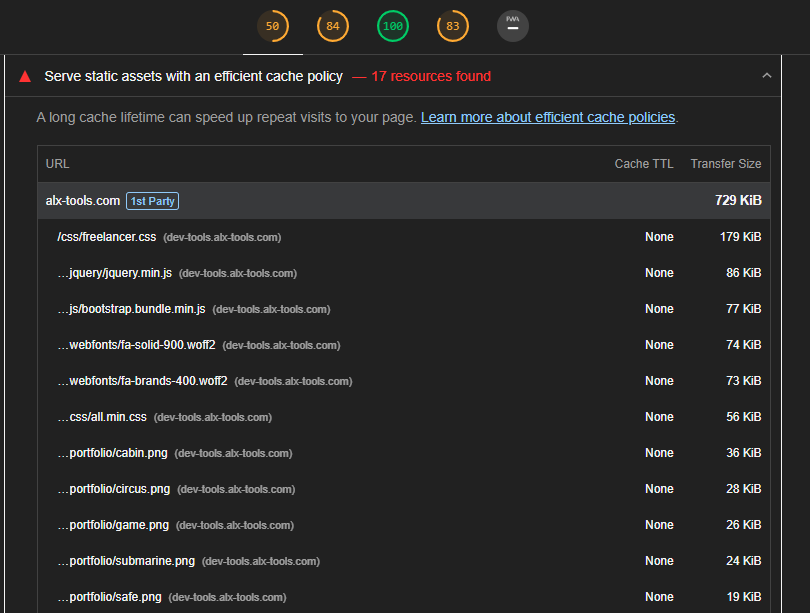 50 84 100 83 PWA
Serve static assets with an efficient cache policy — 17 resources found
A long cache lifetime can speed up repeat visits to your page. Learn more about efficient cache policies.
URL Cache TTL Transfer Size
alx-tools.com 1st Party 729 KiB
/css/freelancer.css (dev-tools.alx-tools.com) None 179 KiB
…jquery/jquery.min.js (dev-tools.alx-tools.com) None 86 KiB
…js/bootstrap.bundle.min.js (dev-tools.alx-tools.com) None 77 KiB
…webfonts/fa-solid-900.woff2 (dev-tools.alx-tools.com) None 74 KiB
…webfonts/fa-brands-400.woff2 (dev-tools.alx-tools.com) None 73 KiB
…css/all.min.css (dev-tools.alx-tools.com) None 56 KiB
…portfolio/cabin.png (dev-tools.alx-tools.com) None 36 KiB
…portfolio/circus.png (dev-tools.alx-tools.com) None 28 KiB
…portfolio/game.png (dev-tools.alx-tools.com) None 26 KiB
…portfolio/submarine.png (dev-tools.alx-tools.com) None 24 KiB
…portfolio/safe.png (dev-tools.alx-tools.com) None 19 KiB